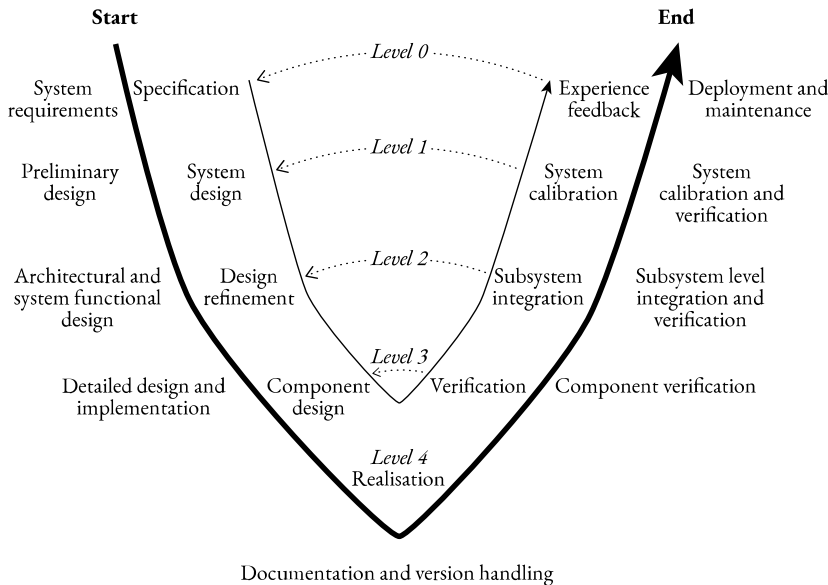 Start
End
Level 0
System
requirements
Specification
Experience
feedback
Deployment and
maintenance
Level 1
Preliminary
design
System
design
System
calibration
System
calibration and
verification
Level 2
Architectural and
system functional
design
Design
refinement
Subsystem
integration
Subsystem level
integration and
verification
Level 3
Detailed design and
implementation
Component
design
Verification
Component verification
Level 4
Realisation
Documentation and version handling